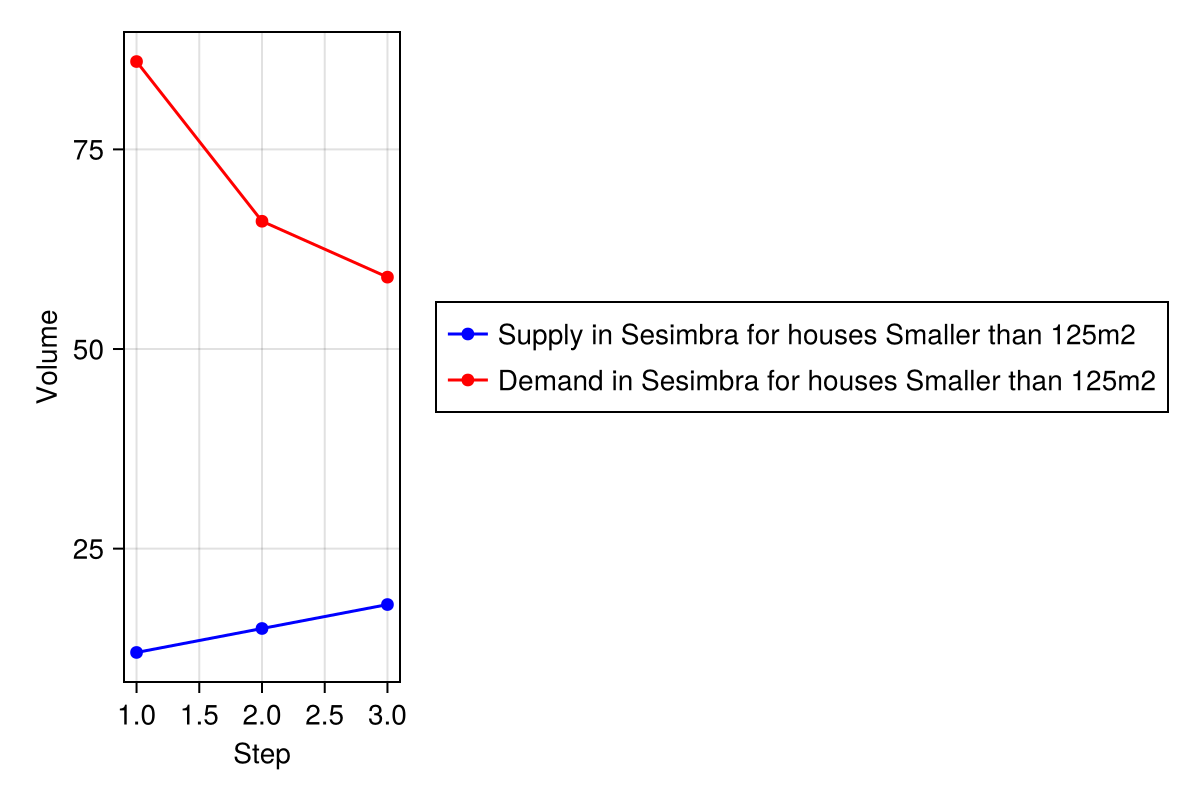 75
50
25
Volume
1.0 1.5 2.0 2.5 3.0
Step
Supply in Sesimbra for houses Smaller than 125m2
Demand in Sesimbra for houses Smaller than 125m2